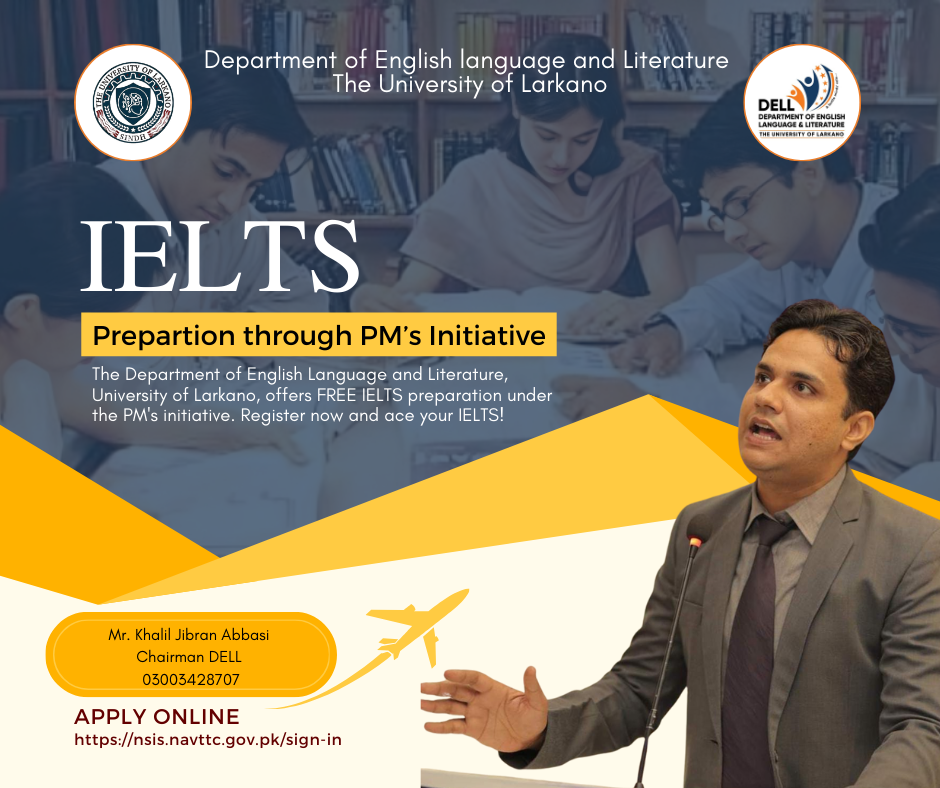 Department of English language and Literature
The University of Larkano
THE UNIVERSITY OF LARKANO
SINDH
DELL
DEPARTMENT OF ENGLISH
LANGUAGE & LITERATURE
THE UNIVERSITY OF LARKANO
IELTS
Prepartion through PM's Initiative
The Department of English Language and Literature,
University of Larkano, offers FREE IELTS preparation under
the PM's initiative. Register now and ace your IELTS!
Mr. Khalil Jibran Abbasi
Chairman DELL
03003428707
APPLY ONLINE
https://nsis.navttc.gov.pk/sign-in